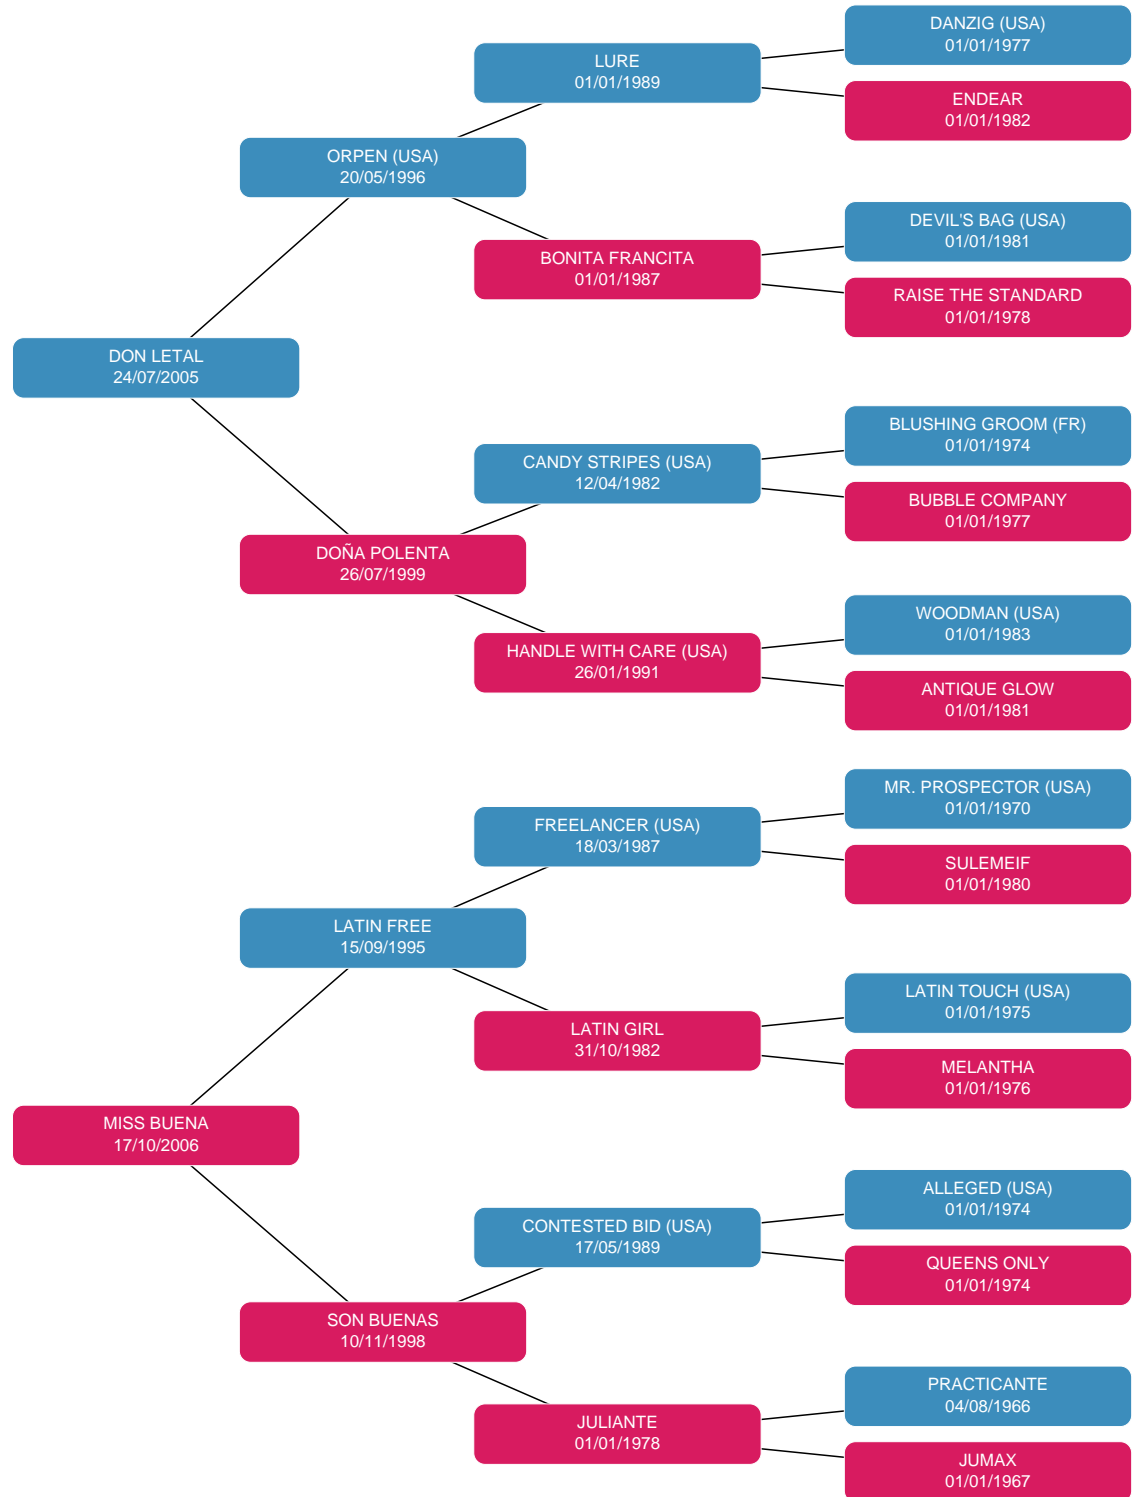 DANZIG (USA)
01/01/1977
LURE
01/01/1989
ENDEAR
01/01/1982
ORPEN (USA)
20/05/1996
DEVIL'S BAG (USA)
01/01/1981
BONITA FRANCITA
01/01/1987
RAISE THE STANDARD
01/01/1978
DON LETAL
24/07/2005
BLUSHING GROOM (FR)
01/01/1974
CANDY STRIPES (USA)
12/04/1982
BUBBLE COMPANY
01/01/1977
DOÑA POLENTA
26/07/1999
WOODMAN (USA)
01/01/1983
HANDLE WITH CARE (USA)
26/01/1991
ANTIQUE GLOW
01/01/1981
MR. PROSPECTOR (USA)
01/01/1970
FREELANCER (USA)
18/03/1987
SULEMEIF
01/01/1980
LATIN FREE
15/09/1995
LATIN TOUCH (USA)
01/01/1975
LATIN GIRL
31/10/1982
MELANTHA
01/01/1976
MISS BUENA
17/10/2006
ALLEGED (USA)
01/01/1974
CONTESTED BID (USA)
17/05/1989
QUEENS ONLY
01/01/1974
SON BUENAS
10/11/1998
PRACTICANTE
04/08/1966
JULIANTE
01/01/1978
JUMAX
01/01/1967